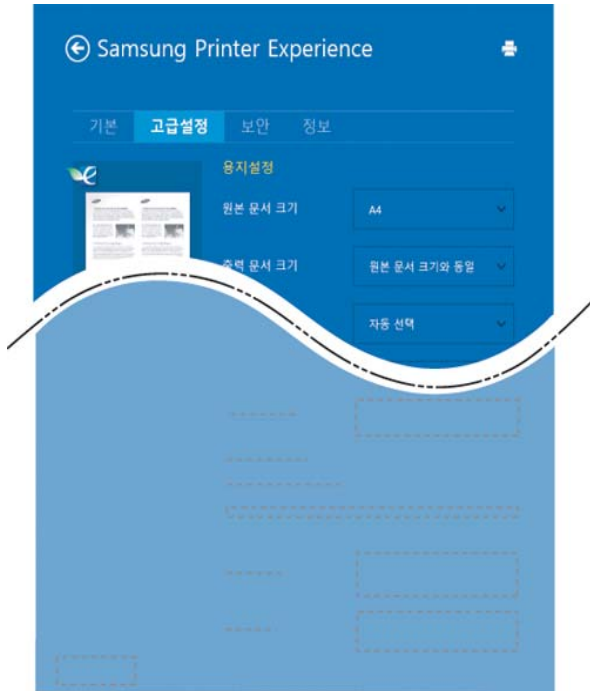 Samsung Printer Experience
기본 고급설정 보안 정보
용지설정
원본 문서 크기 A4
출력 문서 크기 원본 문서 크기와 동일
자동 선택